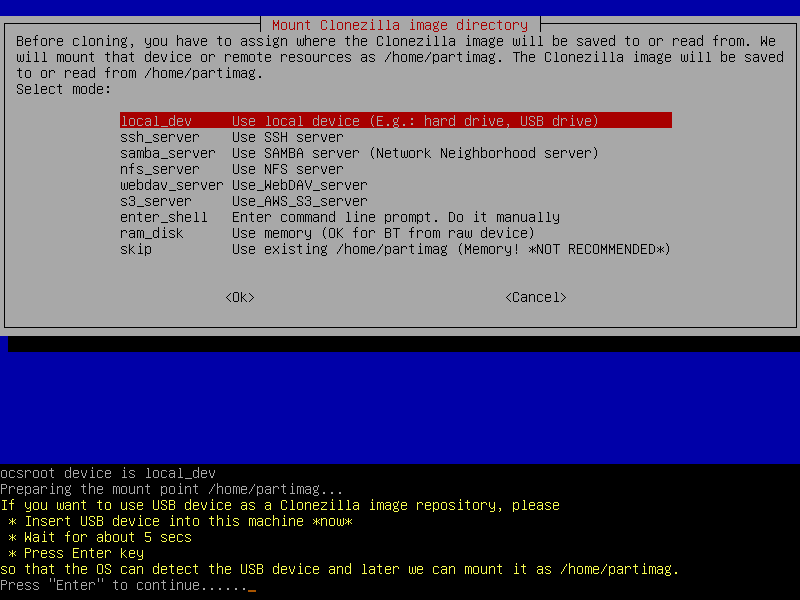 Mount Clonezilla image directory
Before cloning, you have to assign where the Clonezilla image will be saved to or read from. We
will mount that device or remote resources as /home/partimag. The Clonezilla image will be saved
to or read from /home/partimag.
Select mode:
local_dev Use local device (E.g.: hard drive, USB drive)
ssh_server Use SSH server
samba_server Use SAMBA server (Network Neighborhood server)
nfs_server Use NFS server
webdav_server Use_WebDAV_server
s3_server Use_AWS_S3_server
enter_shell Enter command line prompt. Do it manually
ram_disk Use memory (OK for BT from raw device)
skip Use existing /home/partimag (Memory! *NOT RECOMMENDED*)
<Ok> <Cancel>
ocsroot device is local_dev
Preparing the mount point /home/partimag...
If you want to use USB device as a Clonezilla image repository, please
* Insert USB device into this machine *now*
* Wait for about 5 secs
* Press Enter key
so that the OS can detect the USB device and later we can mount it as /home/partimag.
Press "Enter" to continue......_